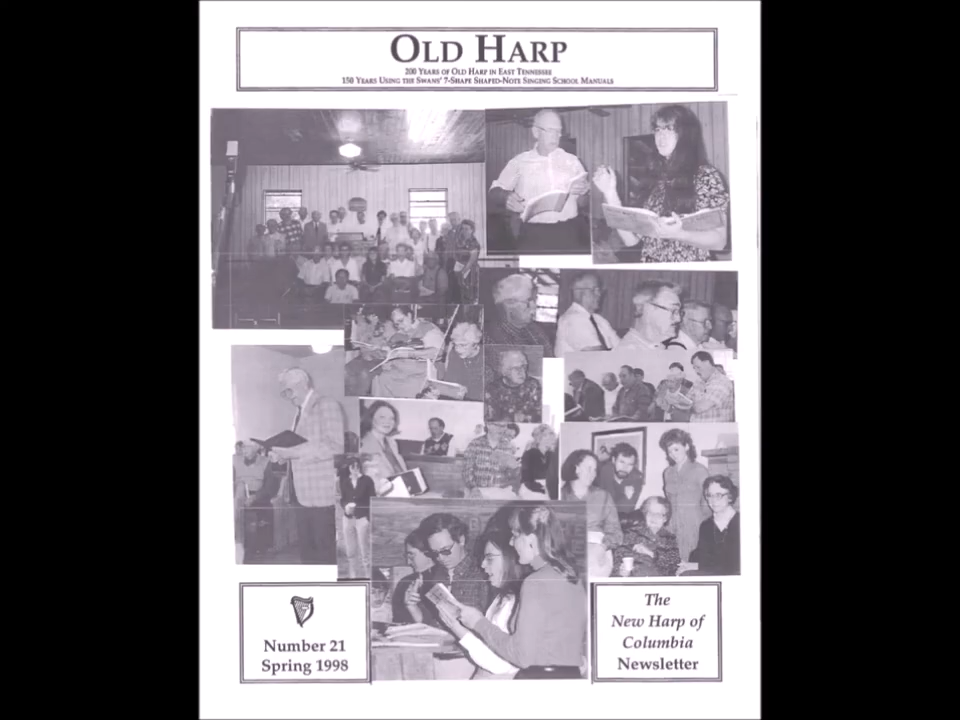 OLD HARP
200 YEARS OF OLD HARP IN EAST TENNESSEE
150 YEARS USING THE SWANS' 7-SHAPE SHAPED-NOTE SINGING SCHOOL MANUALS
Number 21
Spring 1998
The
New Harp of
Columbia
Newsletter